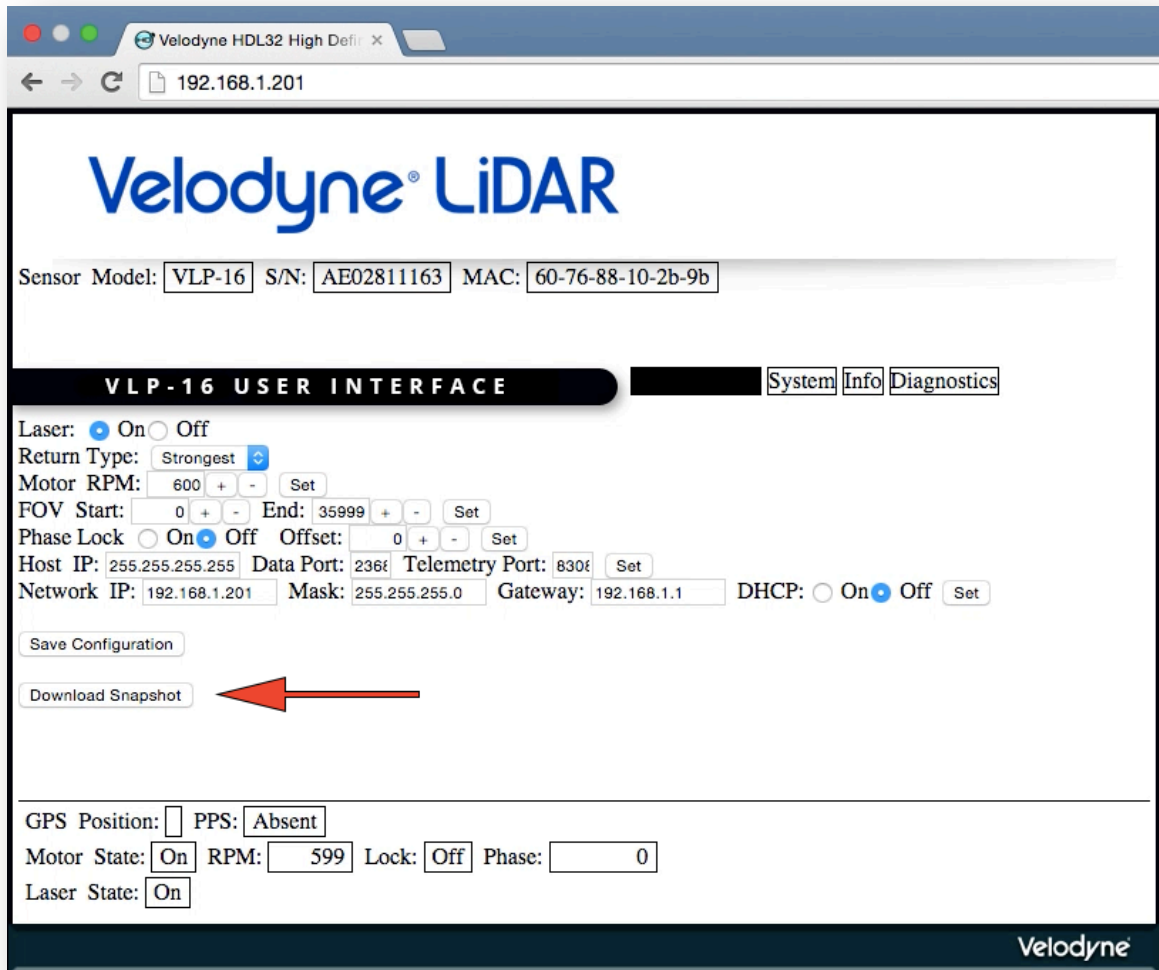 Velodyne HDL32 High Defir
192.168.1.201
Velodyne® LiDAR
Sensor Model: VLP-16 S/N: AE02811163 MAC: 60-76-88-10-2b-9b
VLP-16 USER INTERFACE System Info Diagnostics
Laser: On Off
Return Type: Strongest
Motor RPM: 600 + - Set
FOV Start: 0 + - End: 35999 + - Set
Phase Lock On Off Offset: 0 + - Set
Host IP: 255.255.255.255 Data Port: 2368 Telemetry Port: 8308 Set
Network IP: 192.168.1.201 Mask: 255.255.255.0 Gateway: 192.168.1.1 DHCP: On Off Set
Save Configuration
Download Snapshot
GPS Position: PPS: Absent
Motor State: On RPM: 599 Lock: Off Phase: 0
Laser State: On
Velodyne